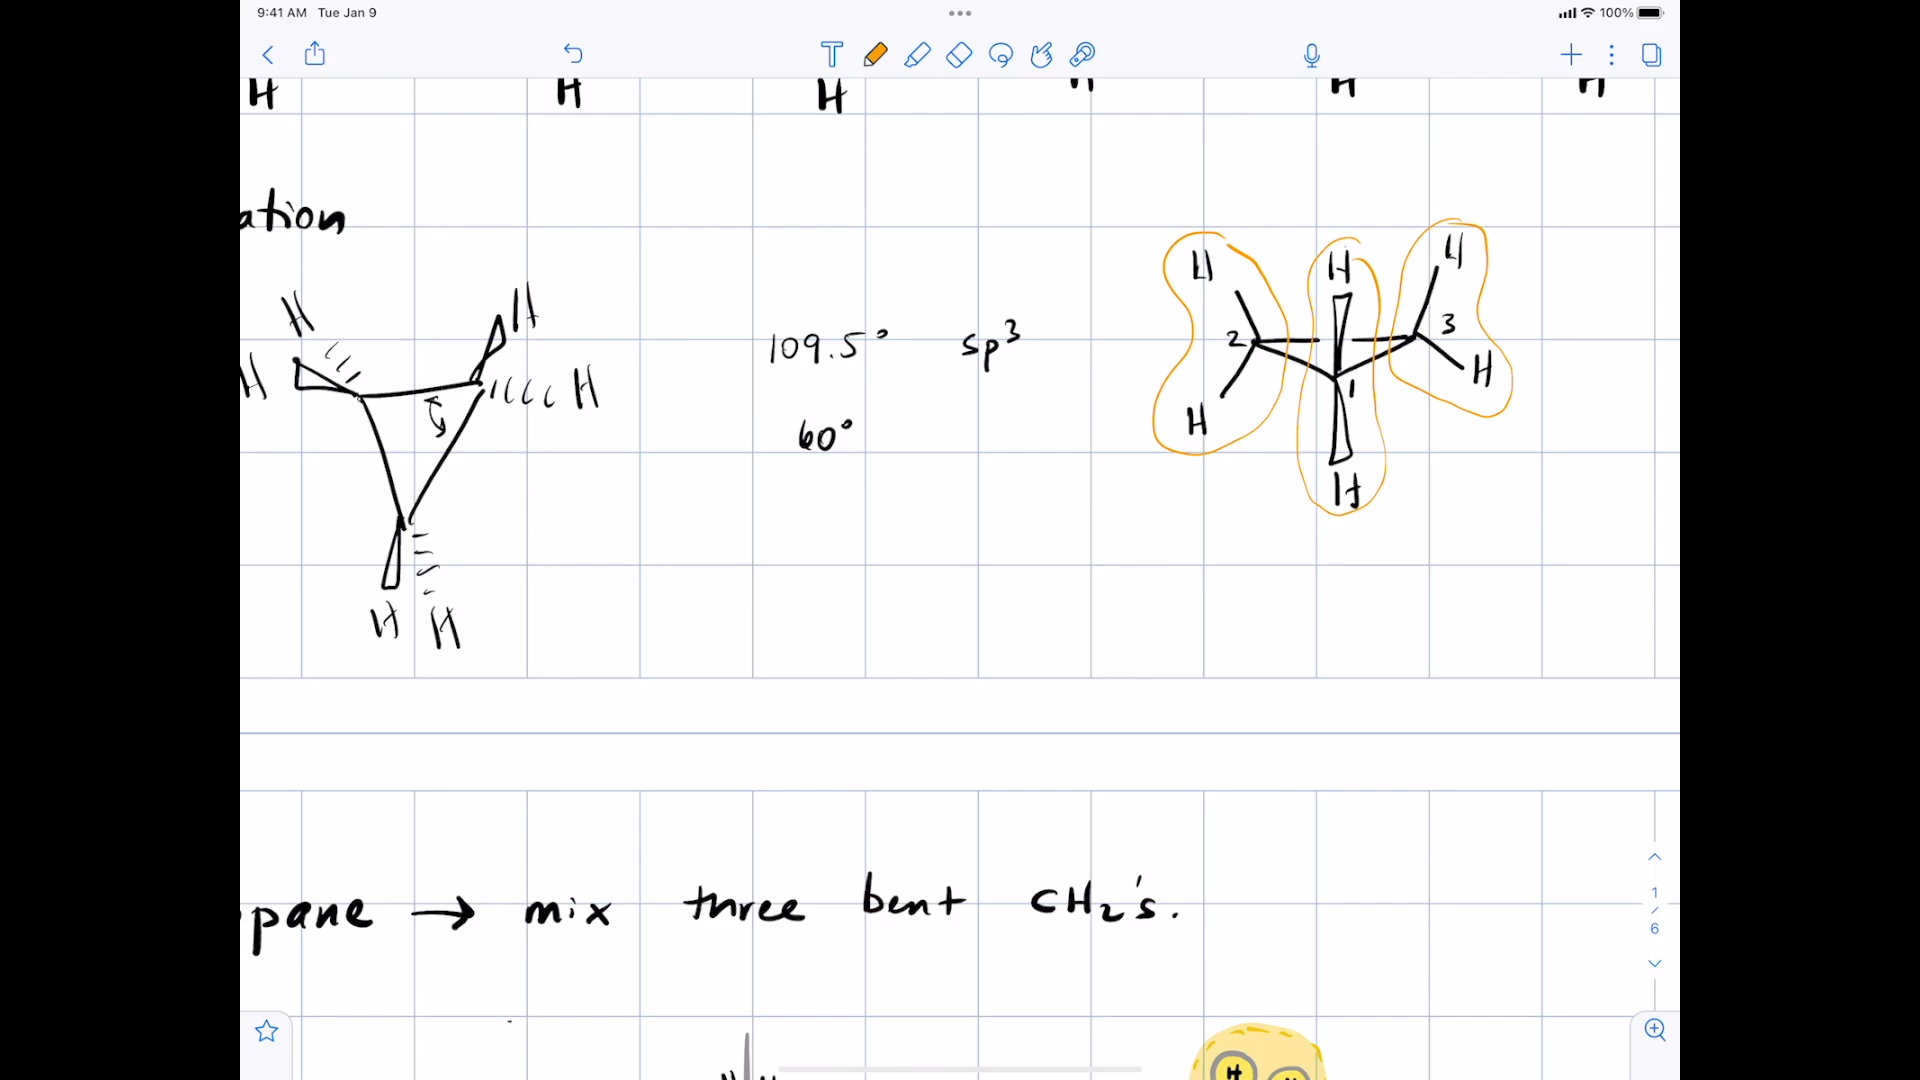 9:41 AM Tue Jan 9
100%
H H H H H H
ation
H H H H H H
109.5° sp³
60°
H H H
2 3
1 H
H H
1
/
6
pane → mix three bent CH₂'s.
H